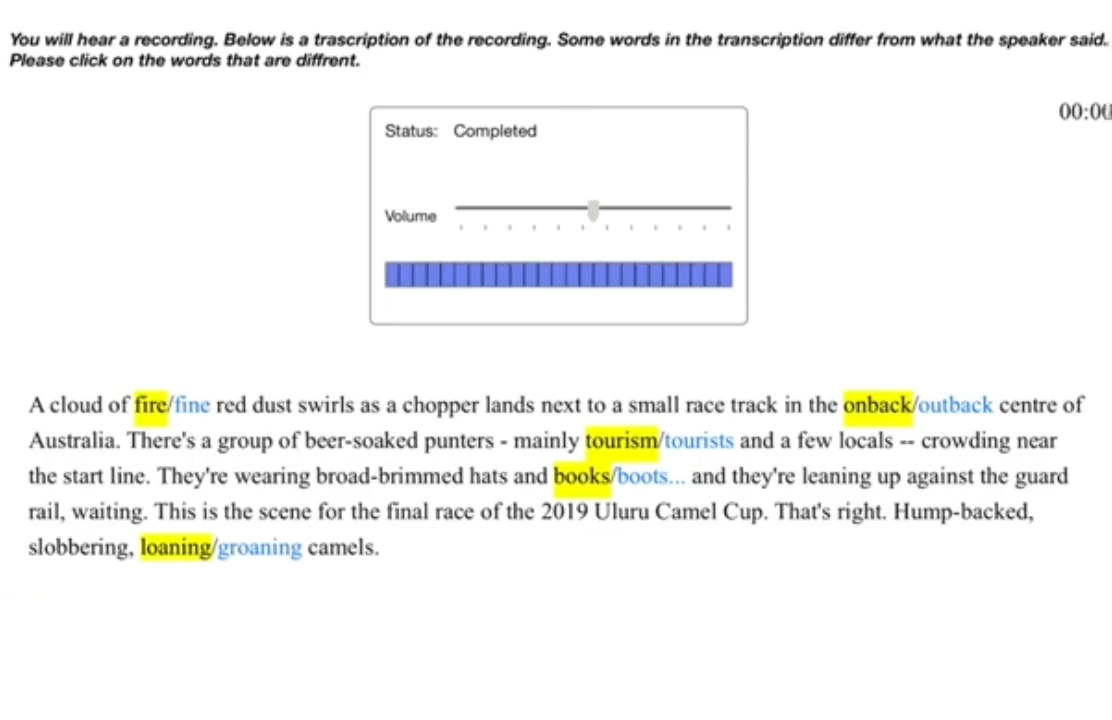 You will hear a recording. Below is a trascription of the recording. Some words in the transcription differ from what the speaker said.
Please click on the words that are diffrent.
00:00
Status: Completed
Volume
A cloud of fire/fine red dust swirls as a chopper lands next to a small race track in the onback/outback centre of
Australia. There's a group of beer-soaked punters - mainly tourism/tourists and a few locals -- crowding near
the start line. They're wearing broad-brimmed hats and books/boots... and they're leaning up against the guard
rail, waiting. This is the scene for the final race of the 2019 Uluru Camel Cup. That's right. Hump-backed,
slobbering, loaning/groaning camels.